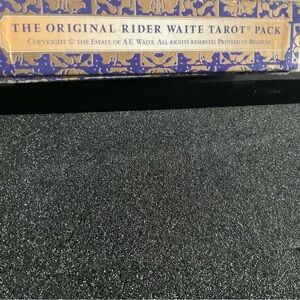 THE ORIGINAL RIDER WAITE TAROT® PACK
COPYRIGHT © THE ESTATE OF A.E. WAITE. ALL RIGHTS RESERVED. PRINTED IN BELGIUM